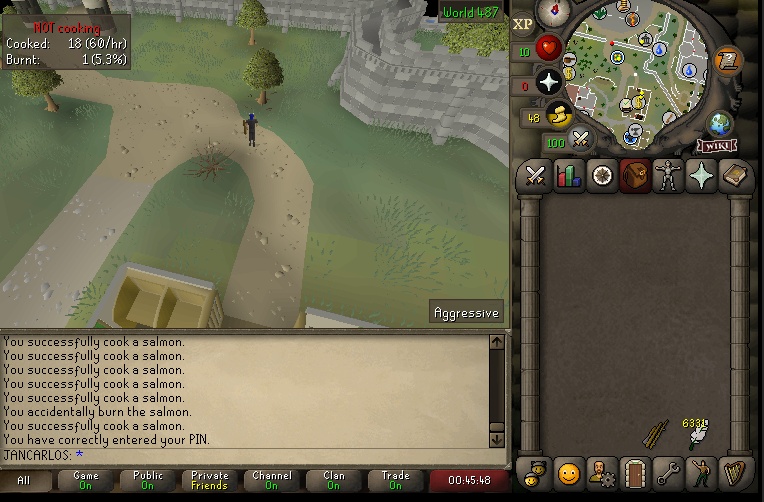 World 487
NOT cooking
Cooked: 18 (60/hr)
Burnt: 1 (5.3%)
XP
10
0
48
100
WIKI
Aggressive
You successfully cook a salmon.
You successfully cook a salmon.
You successfully cook a salmon.
You successfully cook a salmon.
You successfully cook a salmon.
You accidentally burn the salmon.
You successfully cook a salmon.
You have correctly entered your PIN.
JANCARLOS: *
6331
All
Game
On
Public
On
Private
Friends
Channel
On
Clan
On
Trade
On
00:45:48